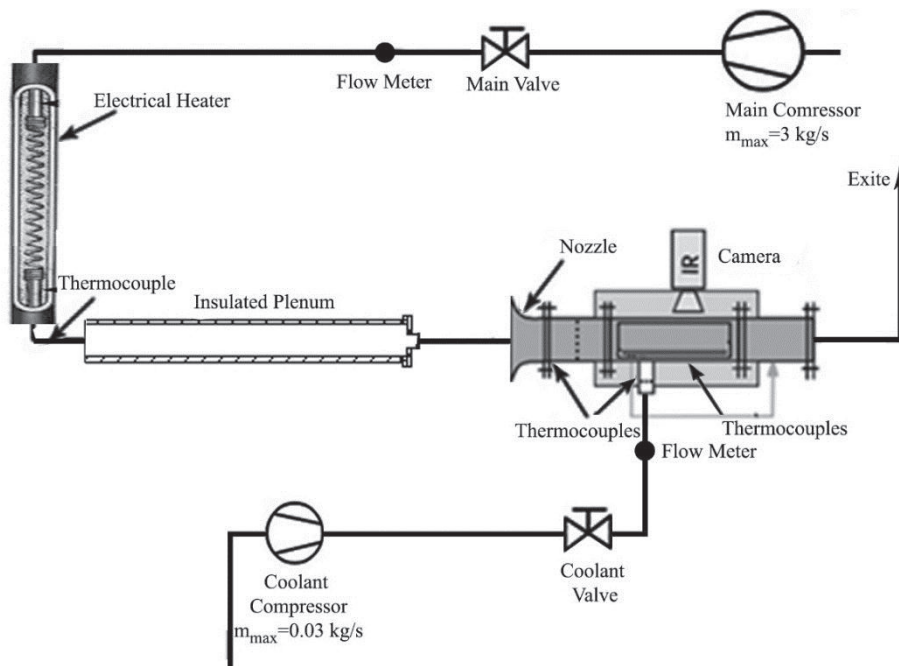 Flow Meter
Main Valve
Main Comressor
m_max=3 kg/s
Electrical Heater
Exite
Nozzle
IR
Camera
Thermocouple
Insulated Plenum
Thermocouples
Thermocouples
Flow Meter
Coolant
Compressor
m_max=0.03 kg/s
Coolant
Valve